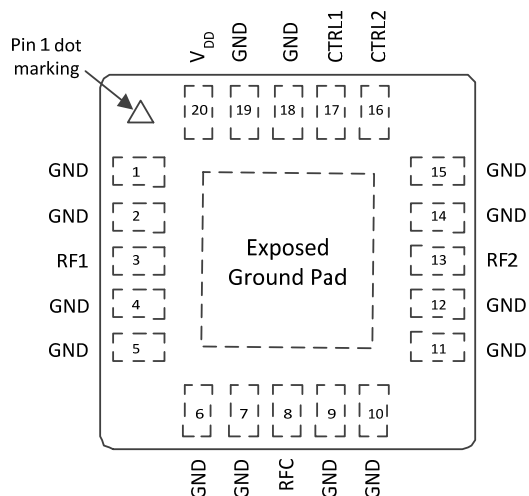 Pin 1 dot
marking
VDD
GND
GND
CTRL1
CTRL2
20
19
18
17
16
GND
1
15
GND
GND
2
14
GND
RF1
3
13
RF2
GND
4
12
GND
GND
5
11
GND
Exposed
Ground Pad
6
7
8
9
10
GND
GND
RFC
GND
GND